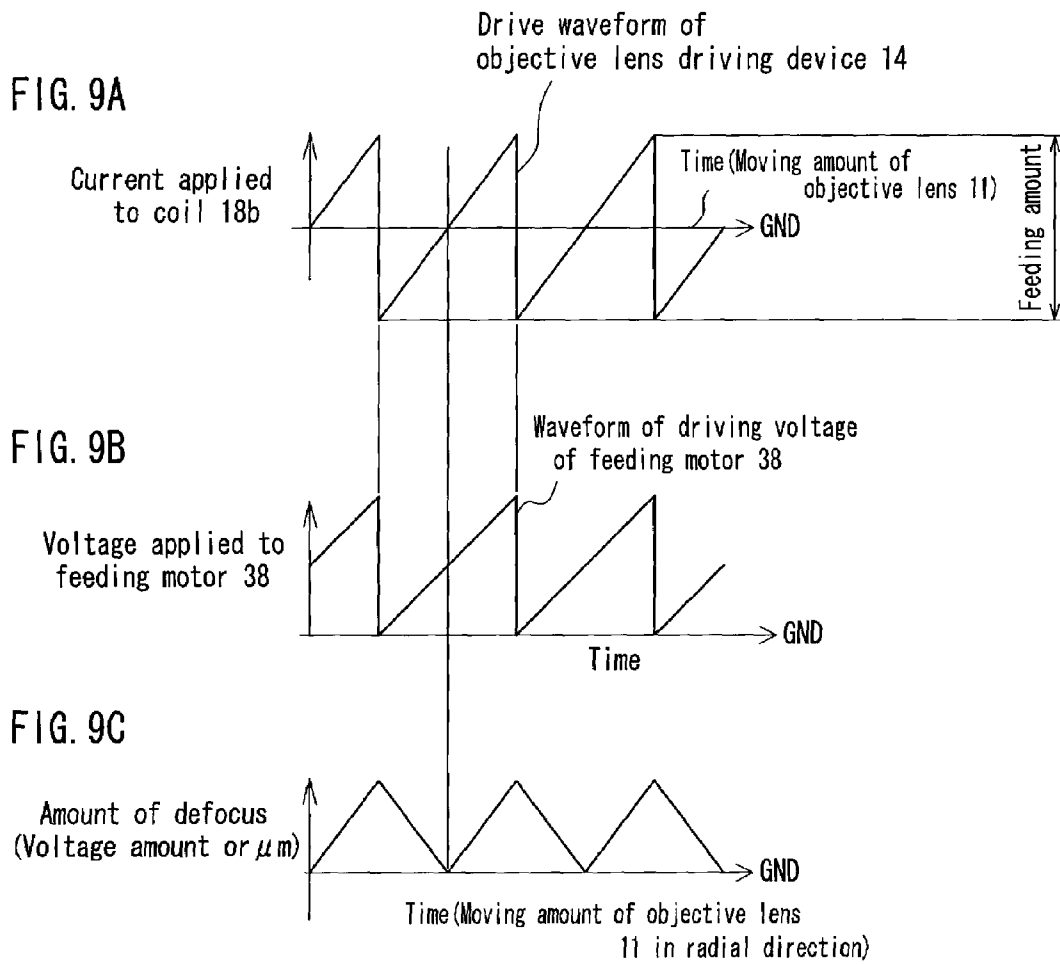 Drive waveform of
objective lens driving device 14
FIG. 9A
Current applied
to coil 18b
Time(Moving amount of
objective lens 11)
GND
Feeding amount
FIG. 9B
Waveform of driving voltage
of feeding motor 38
Voltage applied to
feeding motor 38
GND
Time
FIG. 9C
Amount of defocus
(Voltage amount or μm)
GND
Time(Moving amount of objective lens
11 in radial direction)